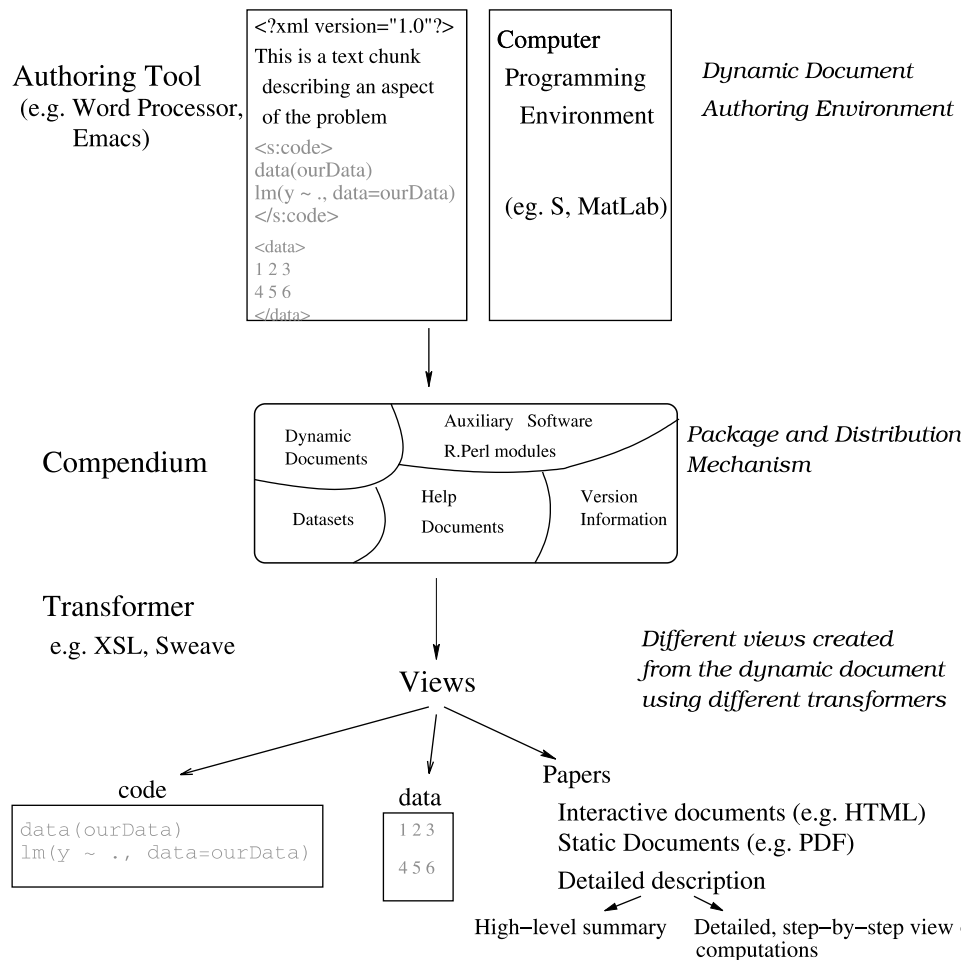 Authoring Tool
(e.g. Word Processor,
Emacs)
<?xml version="1.0"?>
This is a text chunk
describing an aspect
of the problem
<s:code>
data(ourData)
lm(y ~ ., data=ourData)
</s:code>
<data>
1 2 3
4 5 6
</data>
Computer
Programming
Environment
(eg. S, MatLab)
Dynamic Document
Authoring Environment
Compendium
Dynamic
Documents
Auxiliary Software
R.Perl modules
Datasets
Help
Documents
Version
Information
Package and Distribution
Mechanism
Transformer
e.g. XSL, Sweave
Different views created
from the dynamic document
using different transformers
Views
code
data(ourData)
lm(y ~ ., data=ourData)
data
1 2 3
4 5 6
Papers
Interactive documents (e.g. HTML)
Static Documents (e.g. PDF)
Detailed description
High−level summary
Detailed, step−by−step view
computations